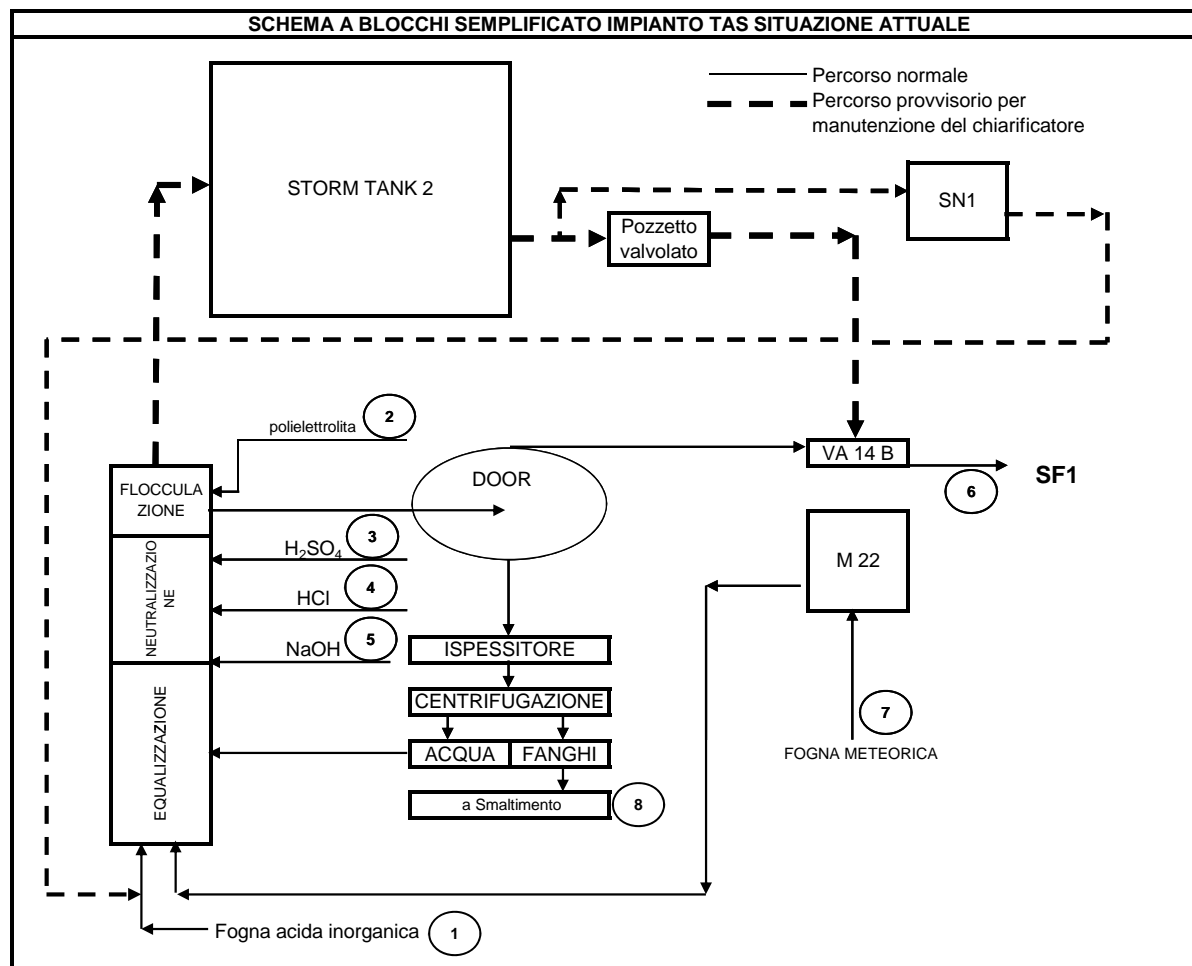 SCHEMA A BLOCCHI SEMPLIFICATO IMPIANTO TAS SITUAZIONE ATTUALE
Percorso normale
Percorso provvisorio per
manutenzione del chiarificatore
STORM TANK 2
SN1
Pozzetto
valvolato
2
polielettrolita
VA 14 B
SF1
6
DOOR
FLOCCULA
ZIONE
3
H₂SO₄
M 22
NEUTRALIZZAZIO
NE
4
HCl
5
NaOH
ISPESSITORE
CENTRIFUGAZIONE
7
EQUALIZZAZIONE
ACQUA
FANGHI
FOGNA METEORICA
a Smaltimento
8
Fogna acida inorganica
1